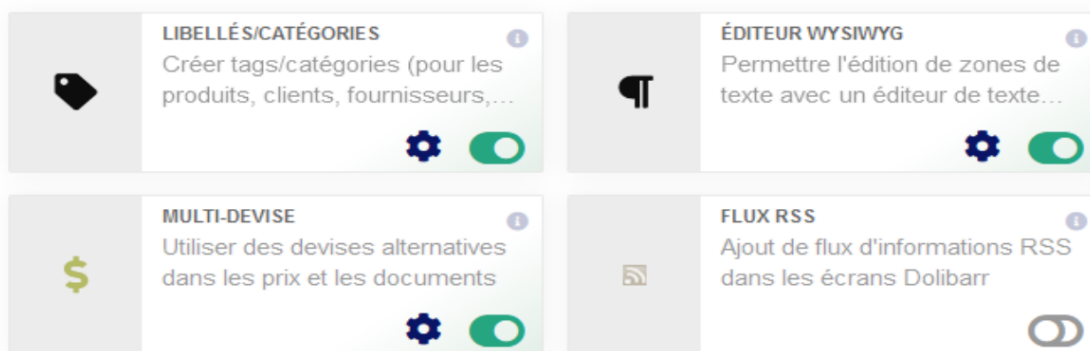 LIBELLÉS/CATÉGORIES
Créer tags/catégories (pour les
produits, clients, fournisseurs,...
ÉDITEUR WYSIWYG
Permettre l'édition de zones de
texte avec un éditeur de texte...
MULTI-DEVISE
Utiliser des devises alternatives
dans les prix et les documents
FLUX RSS
Ajout de flux d'informations RSS
dans les écrans Dolibarr